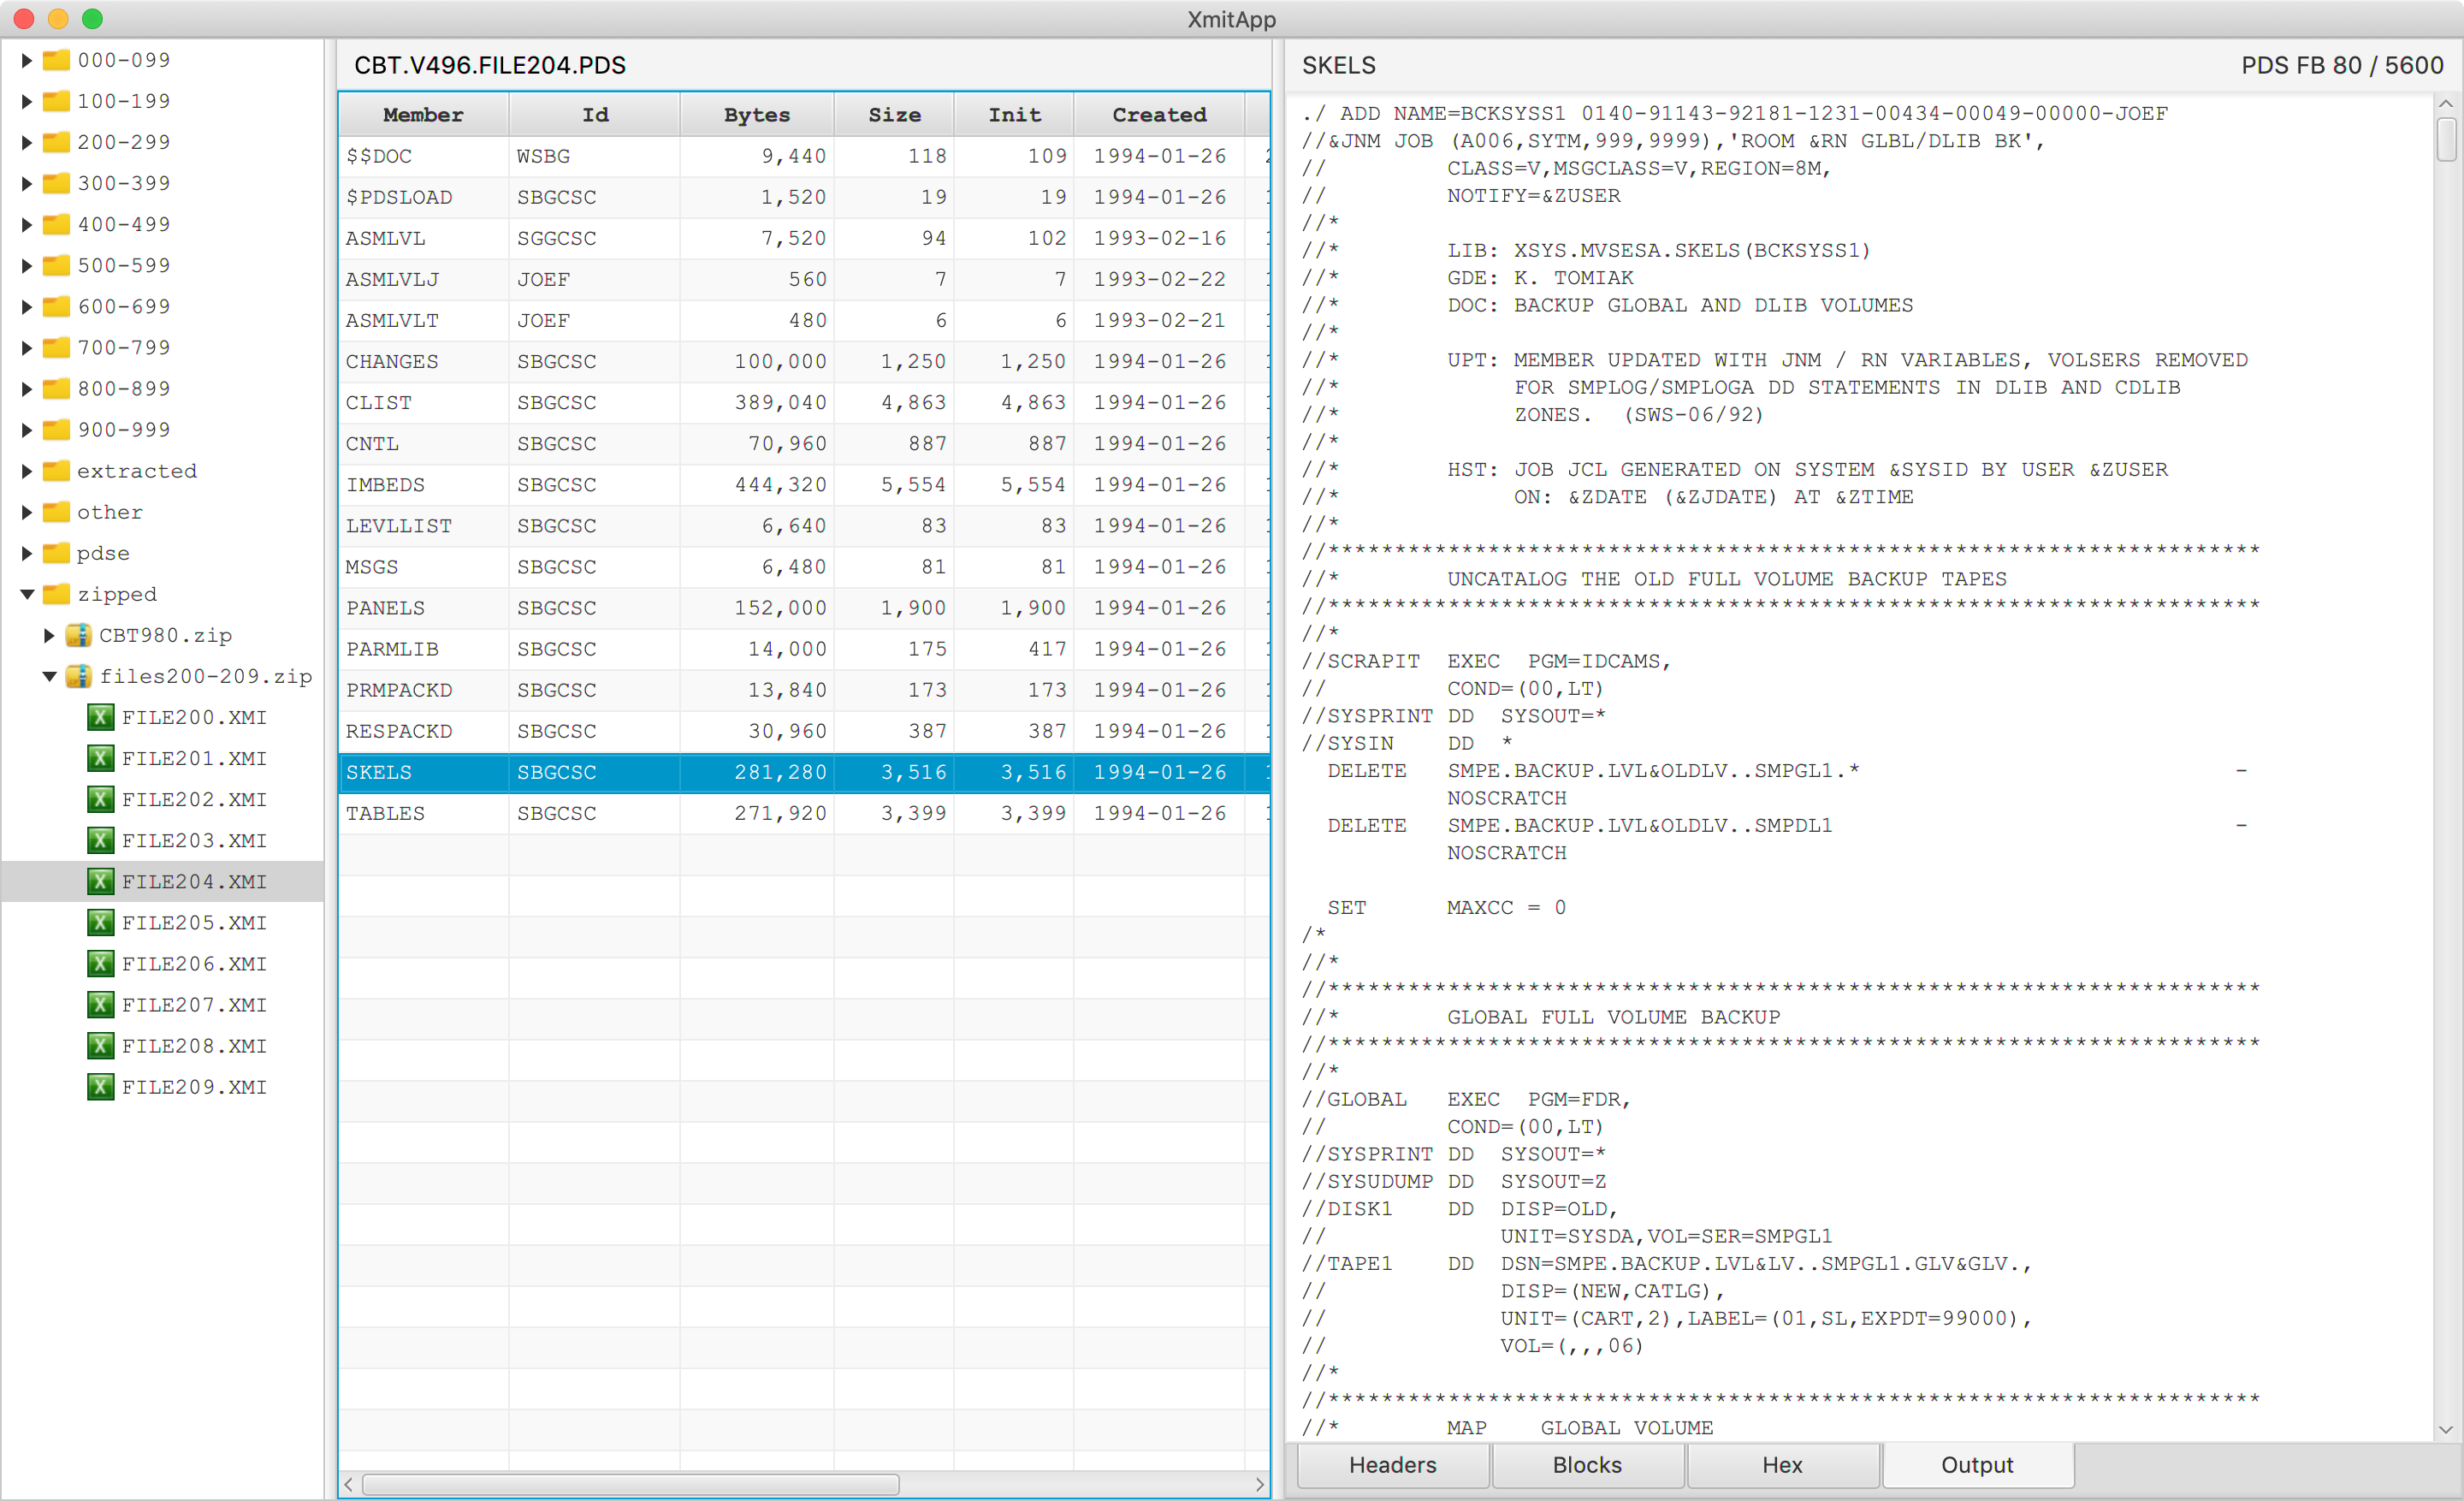 XmitApp
000-099
100-199
200-299
300-399
400-499
500-599
600-699
700-799
800-899
900-999
extracted
other
pdse
zipped
CBT980.zip
files200-209.zip
FILE200.XMI
FILE201.XMI
FILE202.XMI
FILE203.XMI
FILE204.XMI
FILE205.XMI
FILE206.XMI
FILE207.XMI
FILE208.XMI
FILE209.XMI
CBT.V496.FILE204.PDS
Member Id Bytes Size Init Created
$$DOC WSBG 9,440 118 109 1994-01-26
$PDSLOAD SBGCSC 1,520 19 19 1994-01-26
ASMLVL SGGCSC 7,520 94 102 1993-02-16
ASMLVLJ JOEF 560 7 7 1993-02-22
ASMLVLT JOEF 480 6 6 1993-02-21
CHANGES SBGCSC 100,000 1,250 1,250 1994-01-26
CLIST SBGCSC 389,040 4,863 4,863 1994-01-26
CNTL SBGCSC 70,960 887 887 1994-01-26
IMBEDS SBGCSC 444,320 5,554 5,554 1994-01-26
LEVLLIST SBGCSC 6,640 83 83 1994-01-26
MSGS SBGCSC 6,480 81 81 1994-01-26
PANELS SBGCSC 152,000 1,900 1,900 1994-01-26
PARMLIB SBGCSC 14,000 175 417 1994-01-26
PRMPACKD SBGCSC 13,840 173 173 1994-01-26
RESPACKD SBGCSC 30,960 387 387 1994-01-26
SKELS SBGCSC 281,280 3,516 3,516 1994-01-26
TABLES SBGCSC 271,920 3,399 3,399 1994-01-26
SKELS PDS FB 80 / 5600
./ ADD NAME=BCKSYSS1 0140-91143-92181-1231-00434-00049-00000-JOEF
//&JNM JOB (A006,SYTM,999,9999),'ROOM &RN GLBL/DLIB BK',
//         CLASS=V,MSGCLASS=V,REGION=8M,
//         NOTIFY=&ZUSER
//*
//*        LIB: XSYS.MVSESA.SKELS(BCKSYSS1)
//*        GDE: K. TOMIAK
//*        DOC: BACKUP GLOBAL AND DLIB VOLUMES
//*
//*        UPT: MEMBER UPDATED WITH JNM / RN VARIABLES, VOLSERS REMOVED
//*             FOR SMPLOG/SMPLOGA DD STATEMENTS IN DLIB AND CDLIB
//*             ZONES.  (SWS-06/92)
//*
//*        HST: JOB JCL GENERATED ON SYSTEM &SYSID BY USER &ZUSER
//*             ON: &ZDATE (&ZJDATE) AT &ZTIME
//*
//**********************************************************************
//*        UNCATALOG THE OLD FULL VOLUME BACKUP TAPES
//**********************************************************************
//*
//SCRAPIT  EXEC  PGM=IDCAMS,
//         COND=(00,LT)
//SYSPRINT DD  SYSOUT=*
//SYSIN    DD  *
  DELETE   SMPE.BACKUP.LVL&OLDLV..SMPGL1.*                            -
           NOSCRATCH
  DELETE   SMPE.BACKUP.LVL&OLDLV..SMPDL1                              -
           NOSCRATCH
  SET      MAXCC = 0
/*
//*
//**********************************************************************
//*        GLOBAL FULL VOLUME BACKUP
//**********************************************************************
//*
//GLOBAL   EXEC  PGM=FDR,
//         COND=(00,LT)
//SYSPRINT DD  SYSOUT=*
//SYSUDUMP DD  SYSOUT=Z
//DISK1    DD  DISP=OLD,
//             UNIT=SYSDA,VOL=SER=SMPGL1
//TAPE1    DD  DSN=SMPE.BACKUP.LVL&LV..SMPGL1.GLV&GLV.,
//             DISP=(NEW,CATLG),
//             UNIT=(CART,2),LABEL=(01,SL,EXPDT=99000),
//             VOL=(,,,06)
//*
//**********************************************************************
//*        MAP    GLOBAL VOLUME
Headers Blocks Hex Output